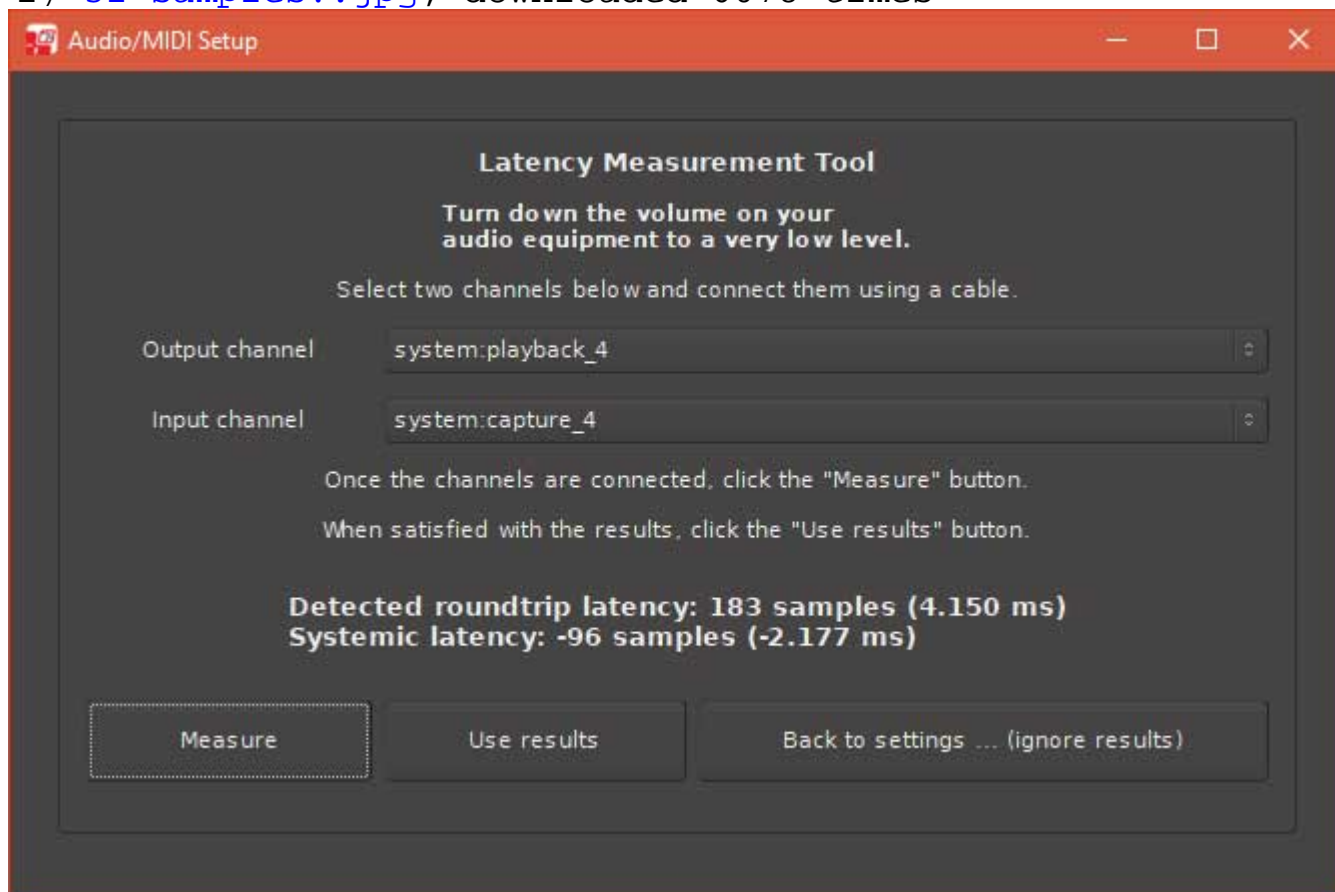 Audio/MIDI Setup
Latency Measurement Tool
Turn down the volume on your
audio equipment to a very low level.
Select two channels below and connect them using a cable.
Output channel system:playback_4
Input channel system:capture_4
Once the channels are connected, click the "Measure" button.
When satisfied with the results, click the "Use results" button.
Detected roundtrip latency: 183 samples (4.150 ms)
Systemic latency: -96 samples (-2.177 ms)
Measure Use results Back to settings ... (ignore results)